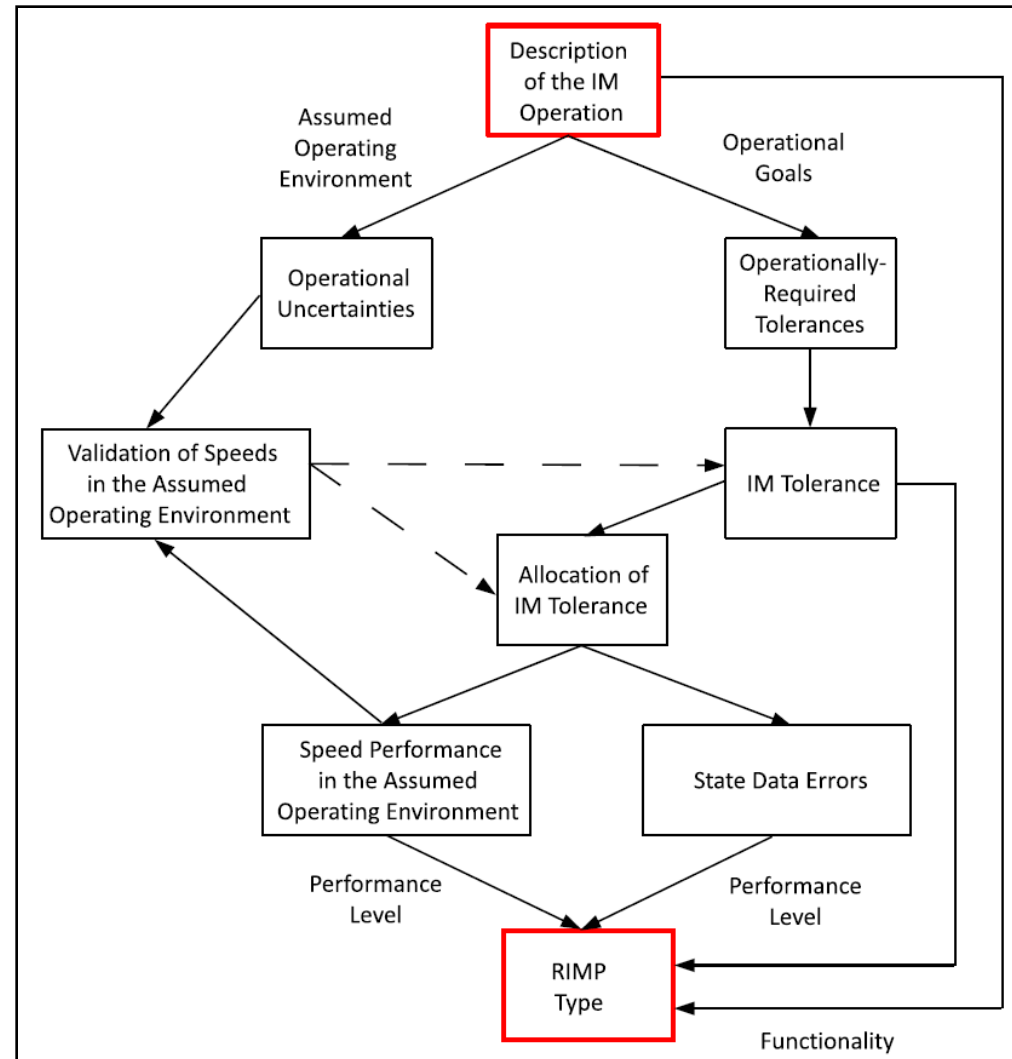 Description
of the IM
Operation
Assumed
Operating
Environment
Operational
Goals
Operational
Uncertainties
Operationally-
Required
Tolerances
Validation of Speeds
in the Assumed
Operating Environment
IM Tolerance
Allocation of
IM Tolerance
Speed Performance
in the Assumed
Operating Environment
State Data Errors
Performance
Level
Performance
Level
RIMP
Type
Functionality